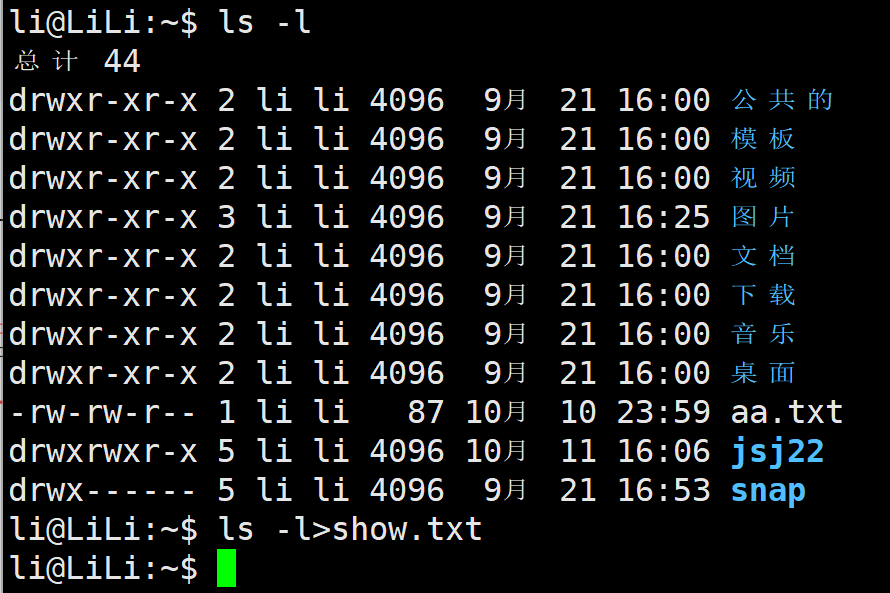 li@LiLi:~$ ls -l
总计 44
drwxr-xr-x 2 li li 4096  9月  21 16:00 公共的
drwxr-xr-x 2 li li 4096  9月  21 16:00 模板
drwxr-xr-x 2 li li 4096  9月  21 16:00 视频
drwxr-xr-x 3 li li 4096  9月  21 16:25 图片
drwxr-xr-x 2 li li 4096  9月  21 16:00 文档
drwxr-xr-x 2 li li 4096  9月  21 16:00 下载
drwxr-xr-x 2 li li 4096  9月  21 16:00 音乐
drwxr-xr-x 2 li li 4096  9月  21 16:00 桌面
-rw-rw-r-- 1 li li   87 10月  10 23:59 aa.txt
drwxrwxr-x 5 li li 4096 10月  11 16:06 jsj22
drwx------ 5 li li 4096  9月  21 16:53 snap
li@LiLi:~$ ls -l>show.txt
li@LiLi:~$